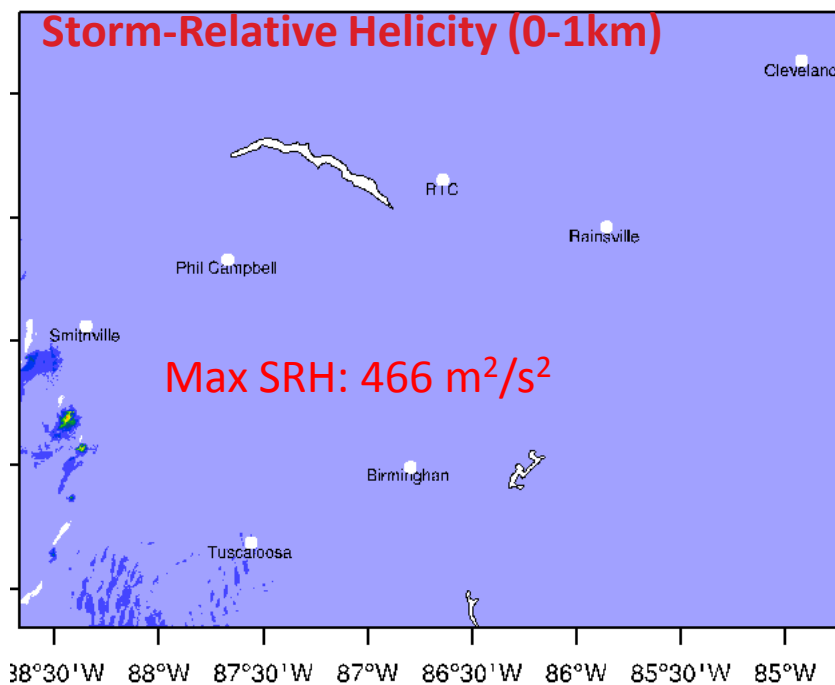 Storm-Relative Helicity (0-1km)
Cleveland
RTC
Rainsville
Phil Campbell
Smithville
Max SRH: 466 m²/s²
Birminghan
Tuscaloosa
38°30'W 88°W 87°30'W 87°W 86°30'W 86°W 85°30'W 85°W